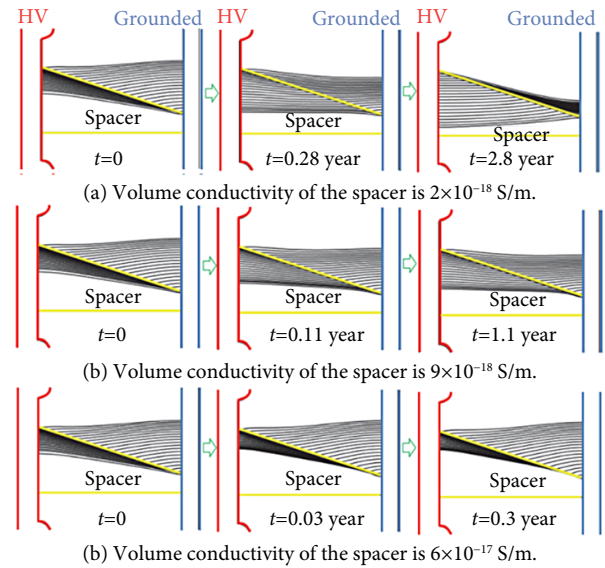 HV Grounded Grounded Grounded
HV HV
Spacer Spacer Spacer
t=0 t=0.28 year t=2.8 year
(a) Volume conductivity of the spacer is 2×10⁻¹⁸ S/m.
Spacer Spacer Spacer
t=0 t=0.11 year t=1.1 year
(b) Volume conductivity of the spacer is 9×10⁻¹⁸ S/m.
Spacer Spacer Spacer
t=0 t=0.03 year t=0.3 year
(b) Volume conductivity of the spacer is 6×10⁻¹⁷ S/m.